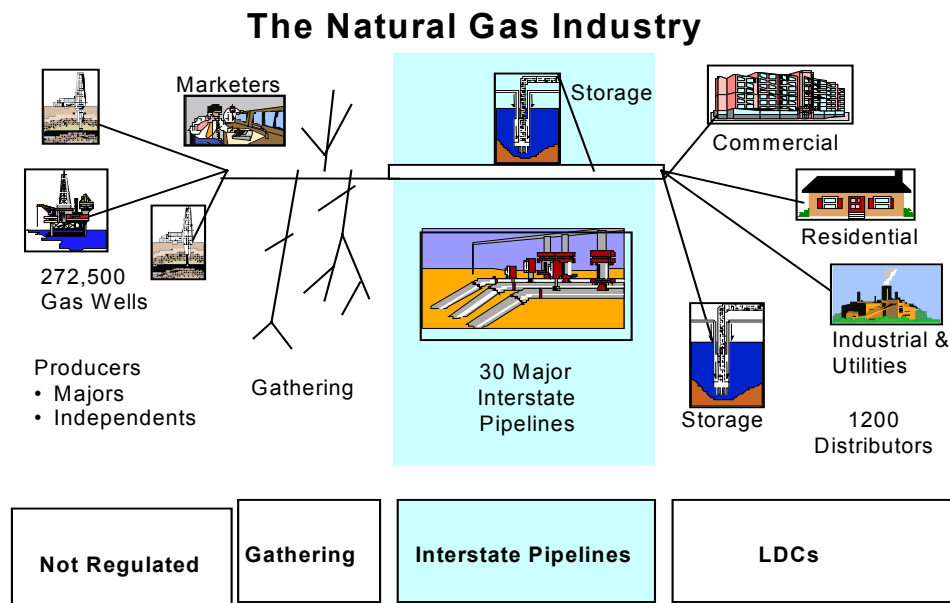 The Natural Gas Industry
Marketers
Storage
Commercial
Residential
272,500
Gas Wells
Industrial &
Utilities
Producers
• Majors
• Independents
Gathering
30 Major
Interstate
Pipelines
Storage
1200
Distributors
Not Regulated
Gathering
Interstate Pipelines
LDCs